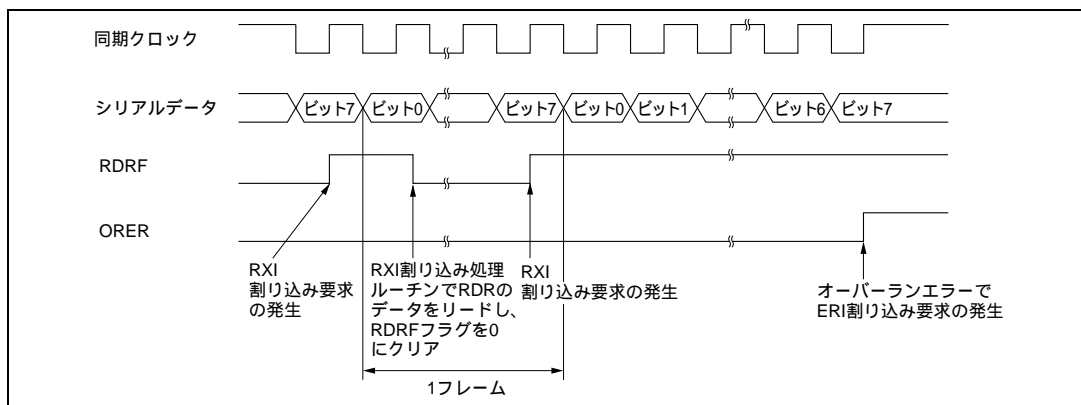 同期クロック
シリアルデータ
ビット7
ビット0
ビット7
ビット0
ビット1
ビット6
ビット7
RDRF
ORER
RXI
割り込み要求
の発生
RXI割り込み処理
ルーチンでRDRの
データをリードし、
RDRFフラグを0
にクリア
RXI
割り込み要求の発生
オーバーランエラーで
ERI割り込み要求の発生
1フレーム